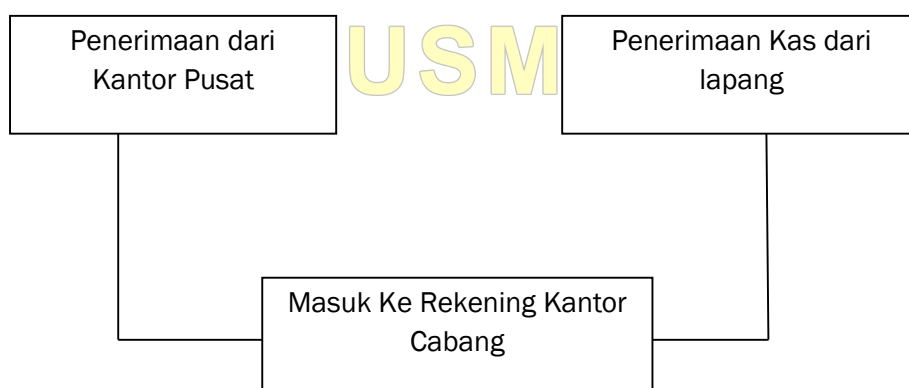 Penerimaan dari
Kantor Pusat
USM
Penerimaan Kas dari
lapang
Masuk Ke Rekening Kantor
Cabang